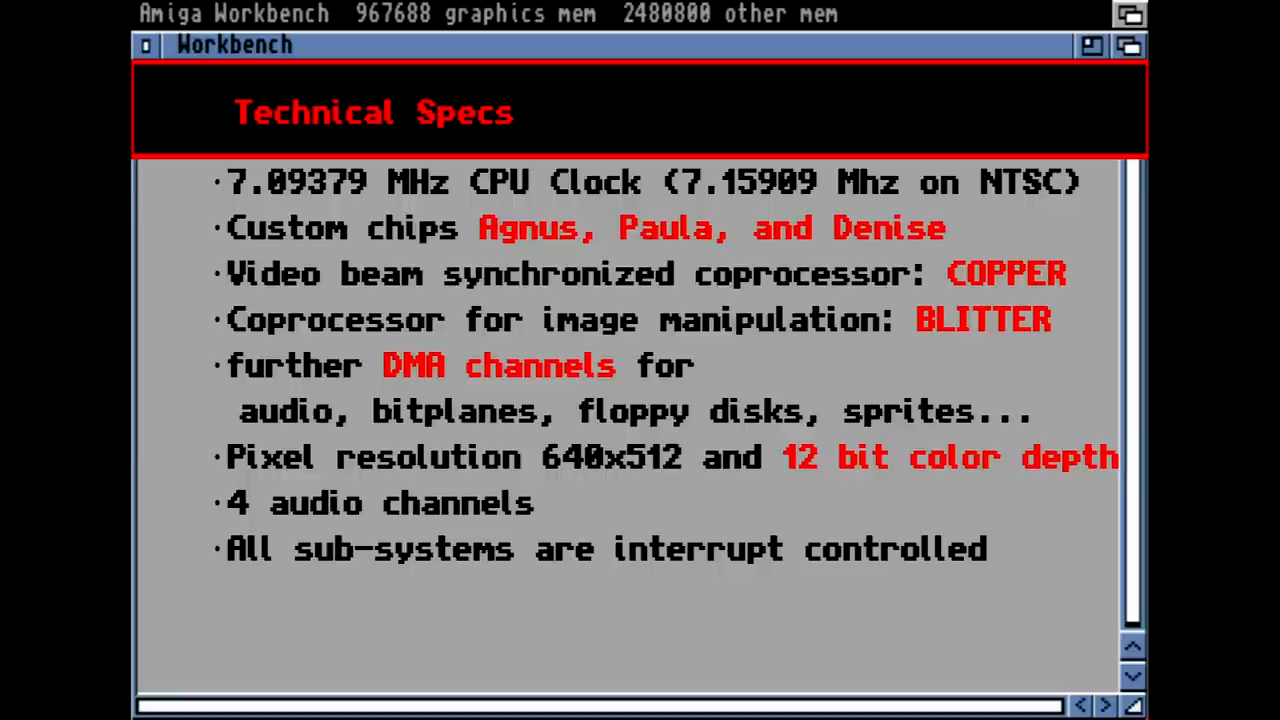 Amiga Workbench 967688 graphics mem 2480800 other mem
Workbench
Technical Specs
·7.09379 MHz CPU Clock (7.15909 Mhz on NTSC)
·Custom chips Agnus, Paula, and Denise
·Video beam synchronized coprocessor: COPPER
·Coprocessor for image manipulation: BLITTER
·further DMA channels for
audio, bitplanes, floppy disks, sprites...
·Pixel resolution 640x512 and 12 bit color depth
·4 audio channels
·All sub-systems are interrupt controlled